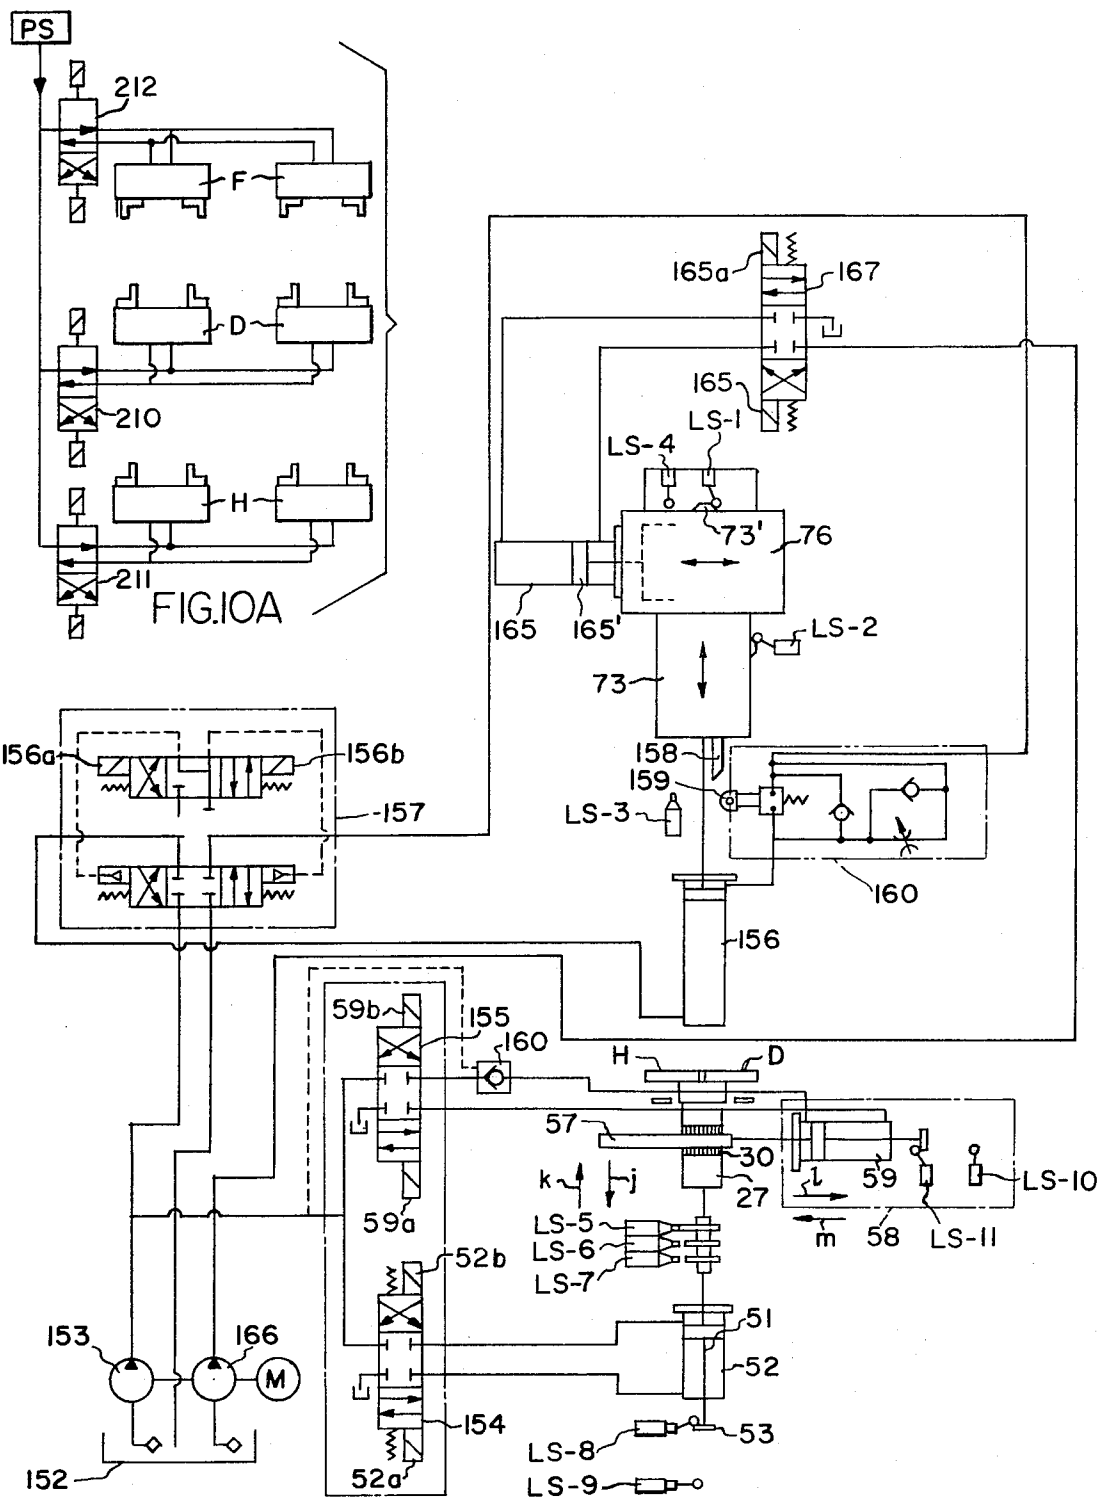 PS
212
F
D
210
H
211
FIG.10A
165a
167
165
LS-1
LS-4
73'
76
165
165'
LS-2
73
158
159
LS-3
160
156a
156b
157
156
59b
155
160
H
D
57
30
27
k
j
l
m
59
58
LS-10
LS-11
59a
LS-5
LS-6
LS-7
52b
51
52
153
166
M
154
53
LS-8
152
52a
LS-9